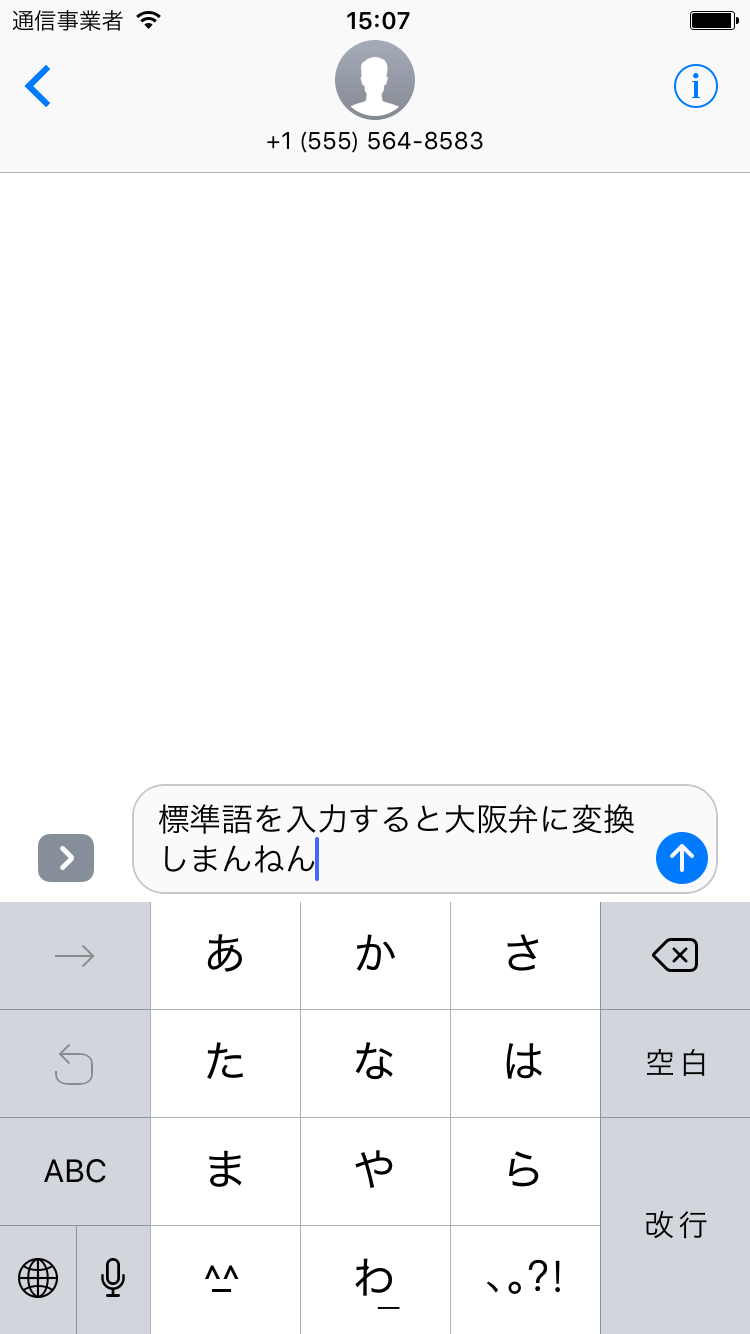 通信事業者
15:07
+1 (555) 564-8583
標準語を入力すると大阪弁に変換
しまんねん
→ あ か さ
た な は 空白
ABC ま や ら 改行
^^ わ 、。?!